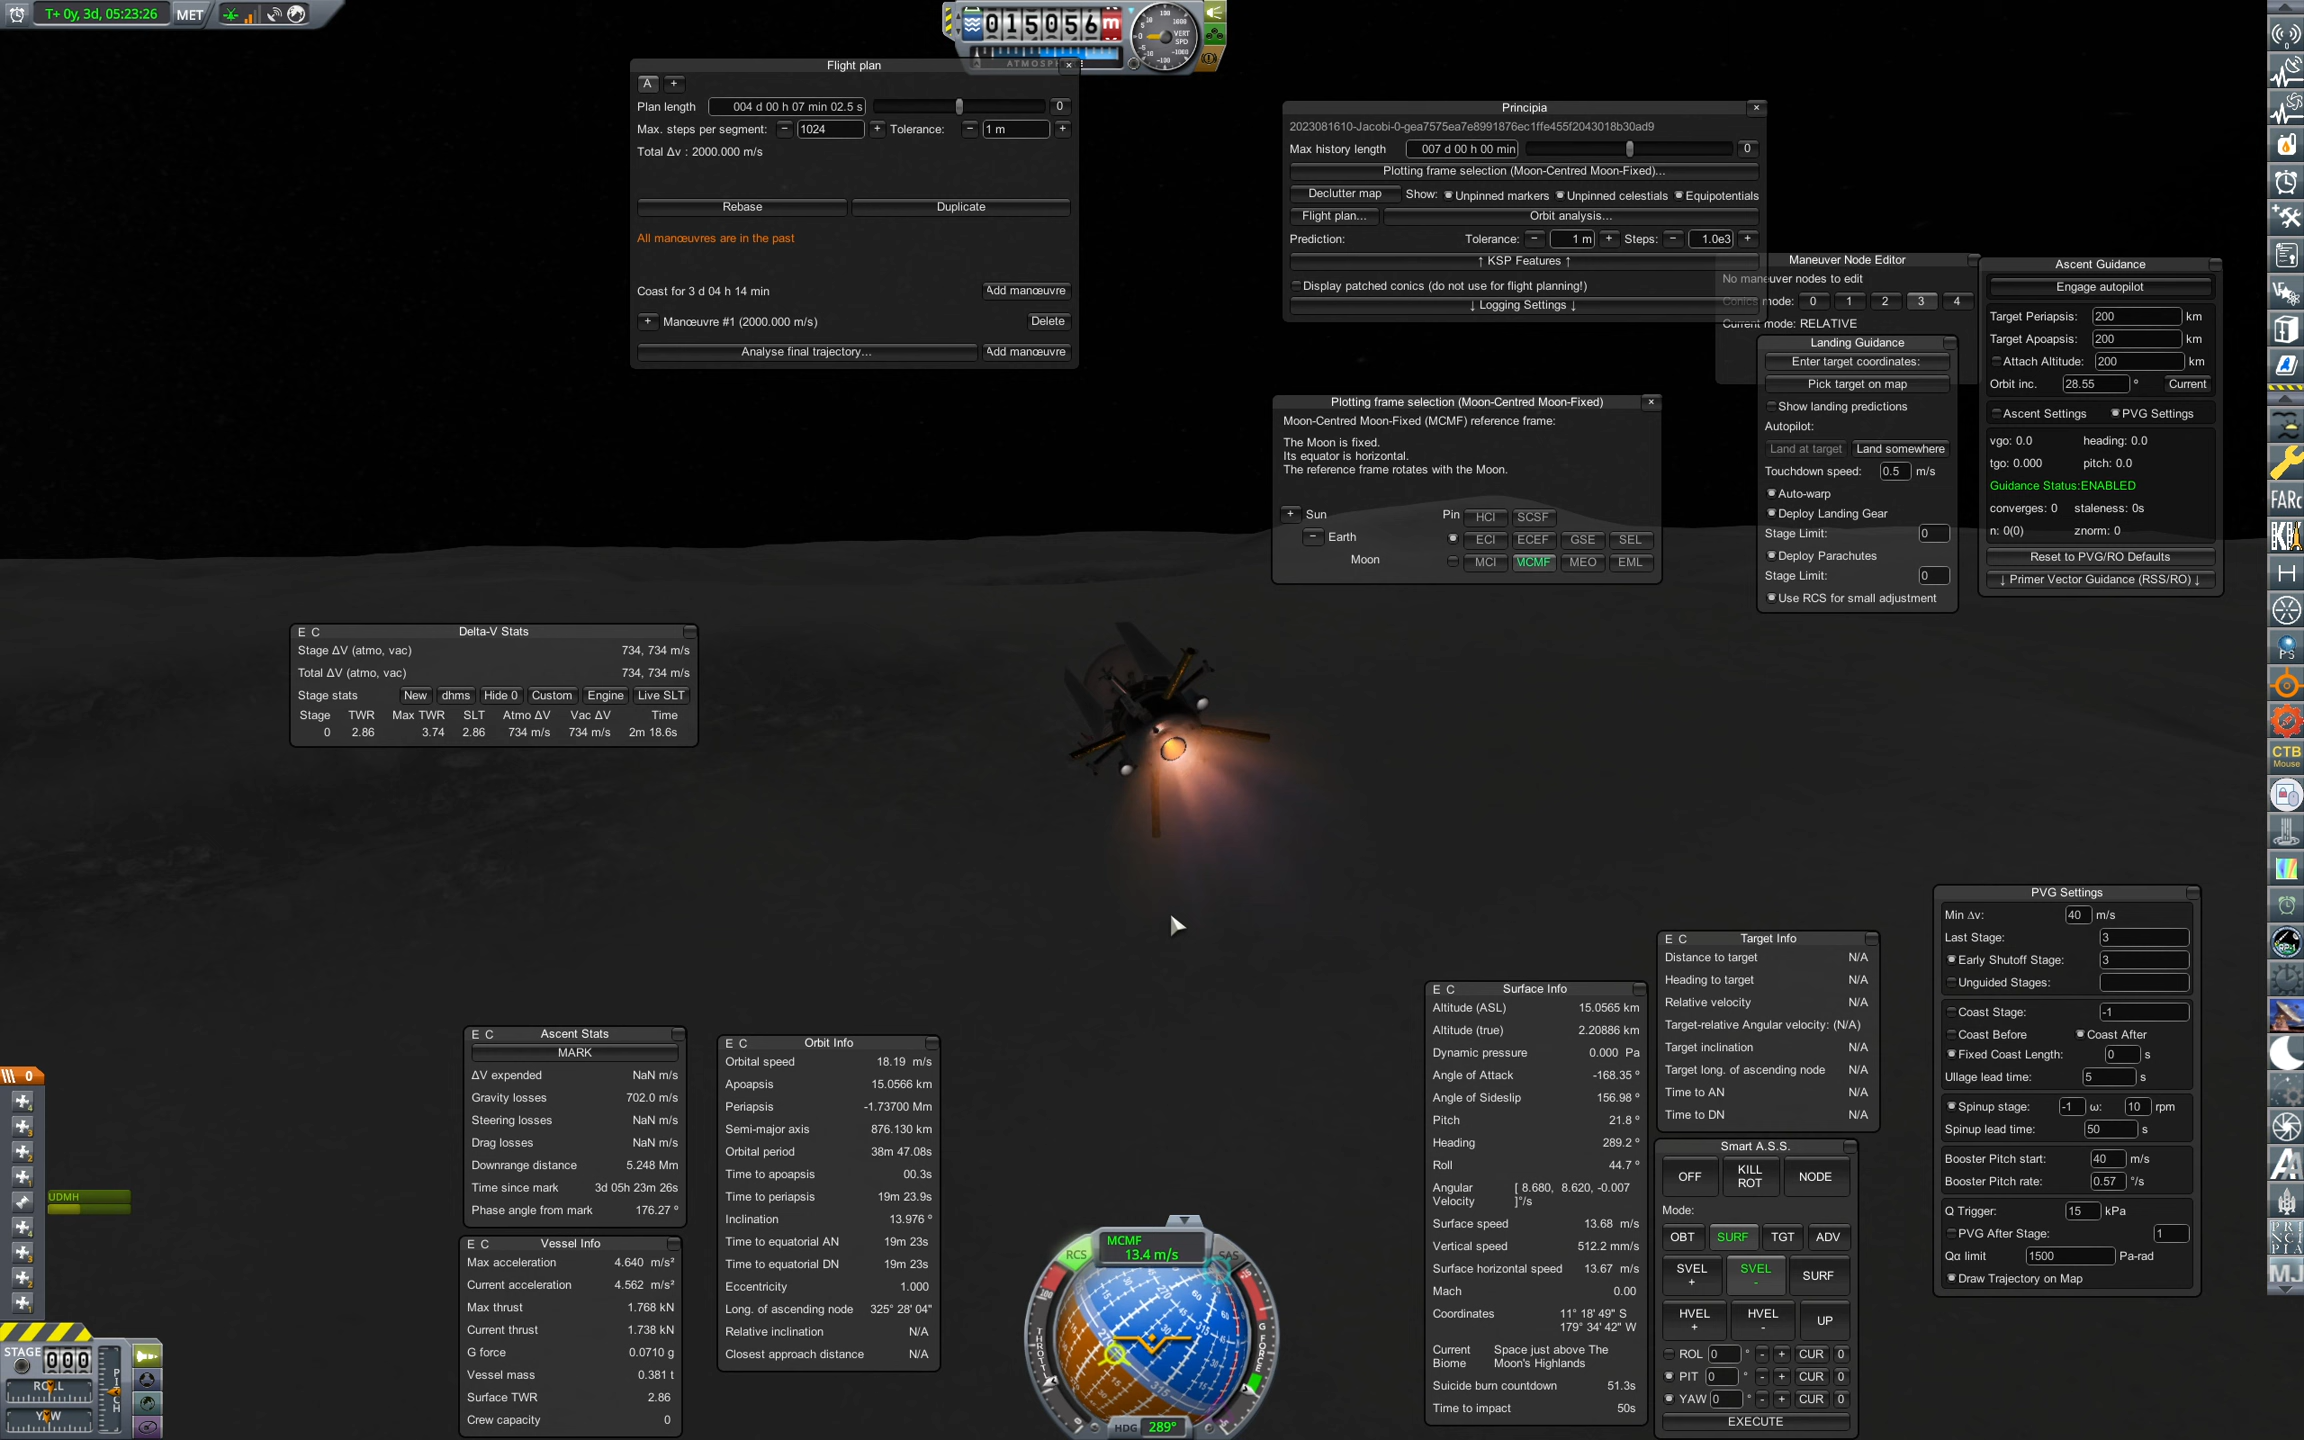 T+ 0y, 3d, 05:23:26 MET
015056 m
ATMOSPHE
VERT SPD
Flight plan
A +
Plan length 004 d 00 h 07 min 02.5 s 0
Max. steps per segment: − 1024 + Tolerance: − 1 m +
Total Δv : 2000.000 m/s
Rebase Duplicate
All manœuvres are in the past
Coast for 3 d 04 h 14 min Add manœuvre
+ Manœuvre #1 (2000.000 m/s) Delete
Analyse final trajectory... Add manœuvre
Principia
2023081610-Jacobi-0-gea7575ea7e8991876ec1ffe455f2043018b30ad9
Max history length 007 d 00 h 00 min 0
Plotting frame selection (Moon-Centred Moon-Fixed)...
Declutter map Show: Unpinned markers Unpinned celestials Equipotentials
Flight plan... Orbit analysis...
Prediction: Tolerance: − 1 m + Steps: − 1.0e3 +
↑ KSP Features ↑
Display patched conics (do not use for flight planning!)
↓ Logging Settings ↓
Maneuver Node Editor
No maneuver nodes to edit
Conics mode: 0 1 2 3 4
Current mode: RELATIVE
Ascent Guidance
Engage autopilot
Target Periapsis: 200 km
Target Apoapsis: 200 km
Attach Altitude: 200 km
Orbit inc. 28.55 º Current
Ascent Settings PVG Settings
vgo: 0.0 heading: 0.0
tgo: 0.000 pitch: 0.0
Guidance Status:ENABLED
converges: 0 staleness: 0s
n: 0(0) znorm: 0
Reset to PVG/RO Defaults
↓ Primer Vector Guidance (RSS/RO) ↓
Landing Guidance
Enter target coordinates:
Pick target on map
Show landing predictions
Autopilot:
Land at target Land somewhere
Touchdown speed: 0.5 m/s
Auto-warp
Deploy Landing Gear
Stage Limit: 0
Deploy Parachutes
Stage Limit: 0
Use RCS for small adjustment
Plotting frame selection (Moon-Centred Moon-Fixed)
Moon-Centred Moon-Fixed (MCMF) reference frame:
The Moon is fixed.
Its equator is horizontal.
The reference frame rotates with the Moon.
+ Sun Pin HCI SCSF
− Earth ECI ECEF GSE SEL
Moon MCI MCMF MEO EML
E C Delta-V Stats
Stage ΔV (atmo, vac) 734, 734 m/s
Total ΔV (atmo, vac) 734, 734 m/s
Stage stats New dhms Hide 0 Custom Engine Live SLT
Stage TWR Max TWR SLT Atmo ΔV Vac ΔV Time
0 2.86 3.74 2.86 734 m/s 734 m/s 2m 18.6s
E C Ascent Stats
MARK
ΔV expended NaN m/s
Gravity losses 702.0 m/s
Steering losses NaN m/s
Drag losses NaN m/s
Downrange distance 5.248 Mm
Time since mark 3d 05h 23m 26s
Phase angle from mark 176.27 º
E C Vessel Info
Max acceleration 4.640 m/s²
Current acceleration 4.562 m/s²
Max thrust 1.768 kN
Current thrust 1.738 kN
G force 0.0710 g
Vessel mass 0.381 t
Surface TWR 2.86
Crew capacity 0
E C Orbit Info
Orbital speed 18.19 m/s
Apoapsis 15.0566 km
Periapsis -1.73700 Mm
Semi-major axis 876.130 km
Orbital period 38m 47.08s
Time to apoapsis 00.3s
Time to periapsis 19m 23.9s
Inclination 13.976 º
Time to equatorial AN 19m 23s
Time to equatorial DN 19m 23s
Eccentricity 1.000
Long. of ascending node 325° 28' 04"
Relative inclination N/A
Closest approach distance N/A
E C Surface Info
Altitude (ASL) 15.0565 km
Altitude (true) 2.20886 km
Dynamic pressure 0.000 Pa
Angle of Attack -168.35 º
Angle of Sideslip 156.98 º
Pitch 21.8 º
Heading 289.2 º
Roll 44.7 º
Angular Velocity [ 8.680, 8.620, -0.007 ]°/s
Surface speed 13.68 m/s
Vertical speed 512.2 mm/s
Surface horizontal speed 13.67 m/s
Mach 0.00
Coordinates 11° 18' 49" S
179° 34' 42" W
Current Biome Space just above The Moon's Highlands
Suicide burn countdown 51.3s
Time to impact 50s
E C Target Info
Distance to target N/A
Heading to target N/A
Relative velocity N/A
Target-relative Angular velocity: (N/A)
Target inclination N/A
Target long. of ascending node N/A
Time to AN N/A
Time to DN N/A
Smart A.S.S.
OFF KILL ROT NODE
Mode:
OBT SURF TGT ADV
SVEL + SVEL - SURF
HVEL + HVEL - UP
ROL 0 ° - + CUR 0
PIT 0 ° - + CUR 0
YAW 0 ° - + CUR 0
EXECUTE
PVG Settings
Min Δv: 40 m/s
Last Stage: 3
Early Shutoff Stage: 3
Unguided Stages:
Coast Stage: -1
Coast Before Coast After
Fixed Coast Length: 0 s
Ullage lead time: 5 s
Spinup stage: -1 ω: 10 rpm
Spinup lead time: 50 s
Booster Pitch start: 40 m/s
Booster Pitch rate: 0.57 °/s
Q Trigger: 15 kPa
PVG After Stage: 1
Qα limit 1500 Pa-rad
Draw Trajectory on Map
0
UDMH
STAGE 000
ROLL
YAW
PITCH
RCS MCMF SAS
13.4 m/s
THROTTLE
G FORCE
HDG 289°
FARc
PS
CTB
Mouse
PRINCIPIA
MJ